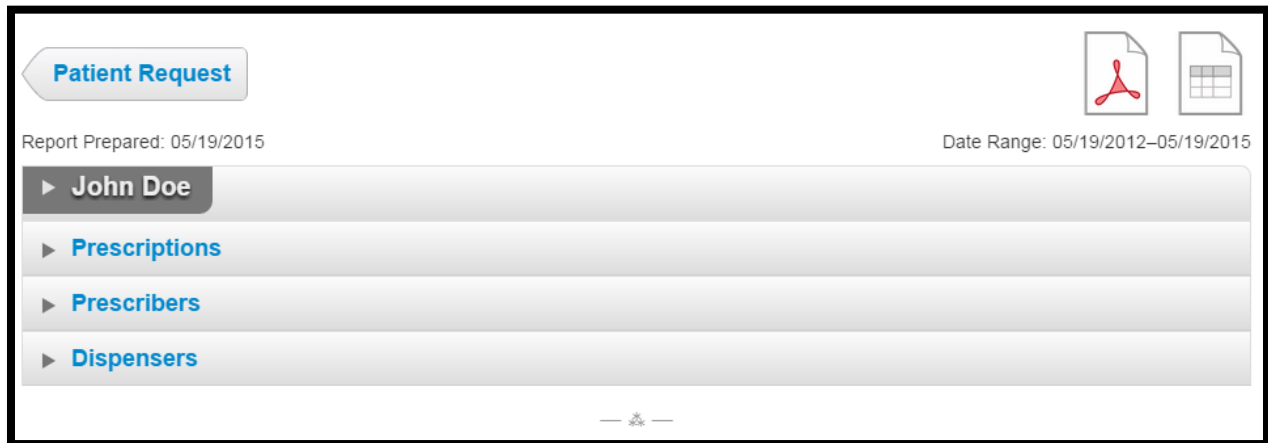 Patient Request
Report Prepared: 05/19/2015
Date Range: 05/19/2012–05/19/2015
John Doe
Prescriptions
Prescribers
Dispensers